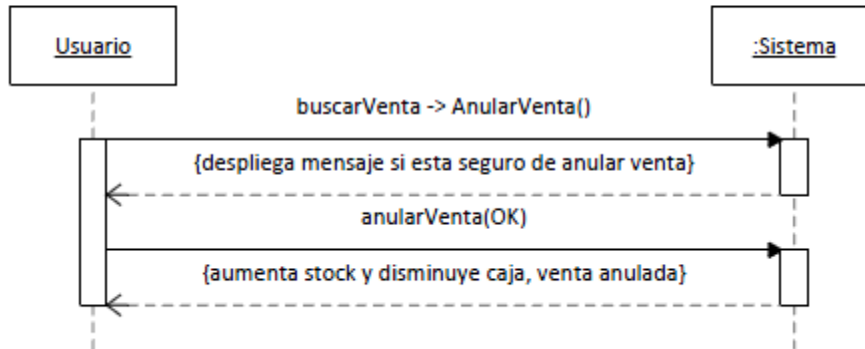 Usuario
:Sistema
buscarVenta -> AnularVenta()
{despliega mensaje si esta seguro de anular venta}
anularVenta(OK)
{aumenta stock y disminuye caja, venta anulada}